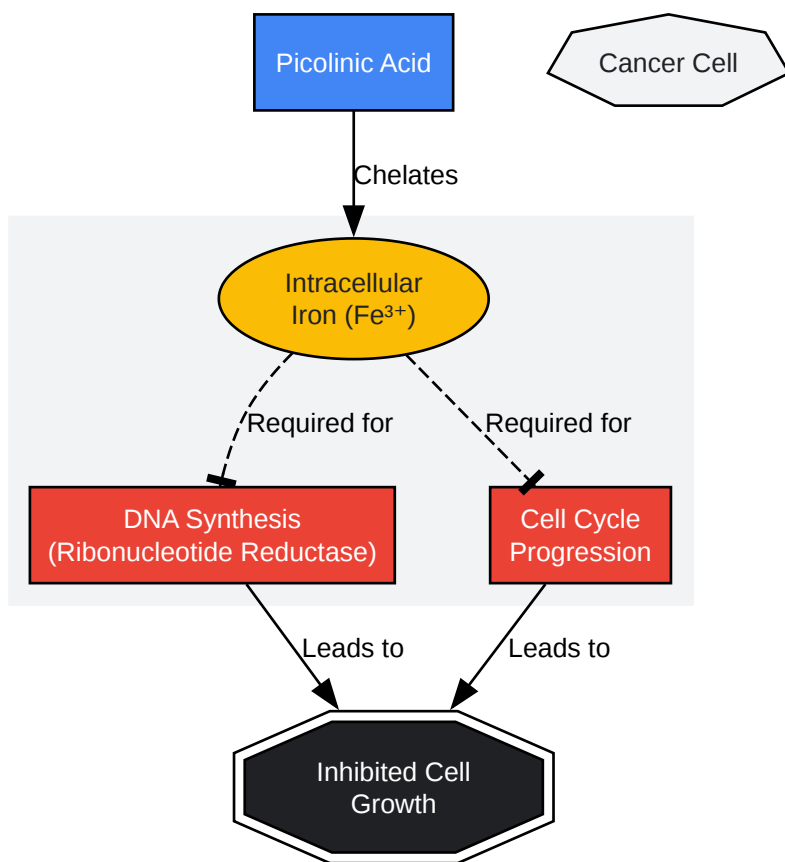 Picolinic Acid
Cancer Cell
Chelates
Intracellular
Iron (Fe³⁺)
Required for
Required for
DNA Synthesis
(Ribonucleotide Reductase)
Cell Cycle
Progression
Leads to
Leads to
Inhibited Cell
Growth